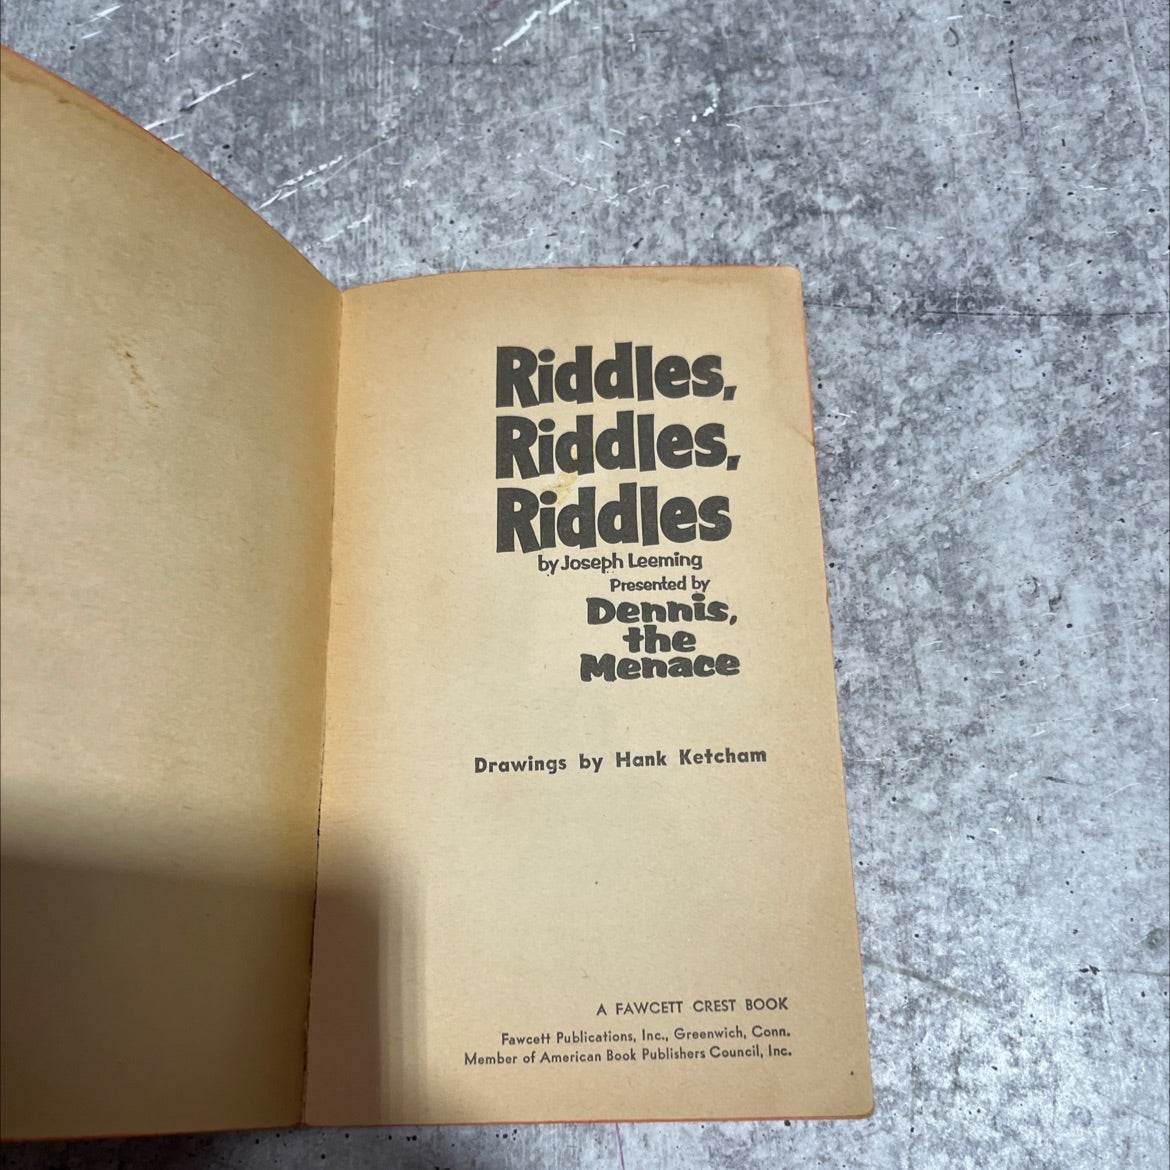 Riddles,
Riddles,
Riddles
by Joseph Leeming
Presented by
Dennis,
the
Menace
Drawings by Hank Ketcham
A FAWCETT CREST BOOK
Fawcett Publications, Inc., Greenwich, Conn.
Member of American Book Publishers Council, Inc.